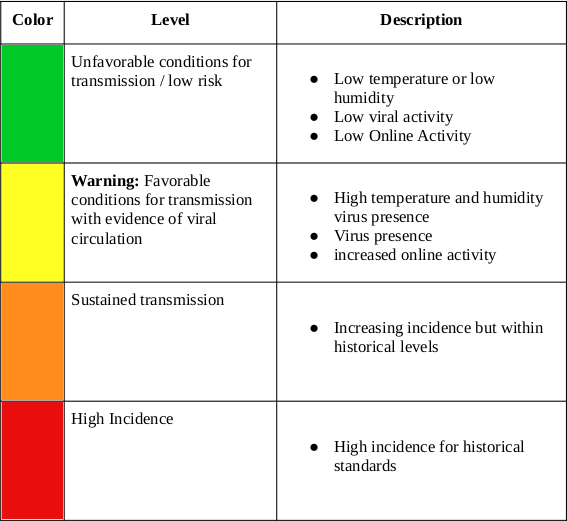 Color Level Description
Unfavorable conditions for
transmission / low risk
● Low temperature or low
humidity
● Low viral activity
● Low Online Activity
Warning: Favorable
conditions for transmission
with evidence of viral
circulation
● High temperature and humidity
virus presence
● Virus presence
● increased online activity
Sustained transmission
● Increasing incidence but within
historical levels
High Incidence
● High incidence for historical
standards